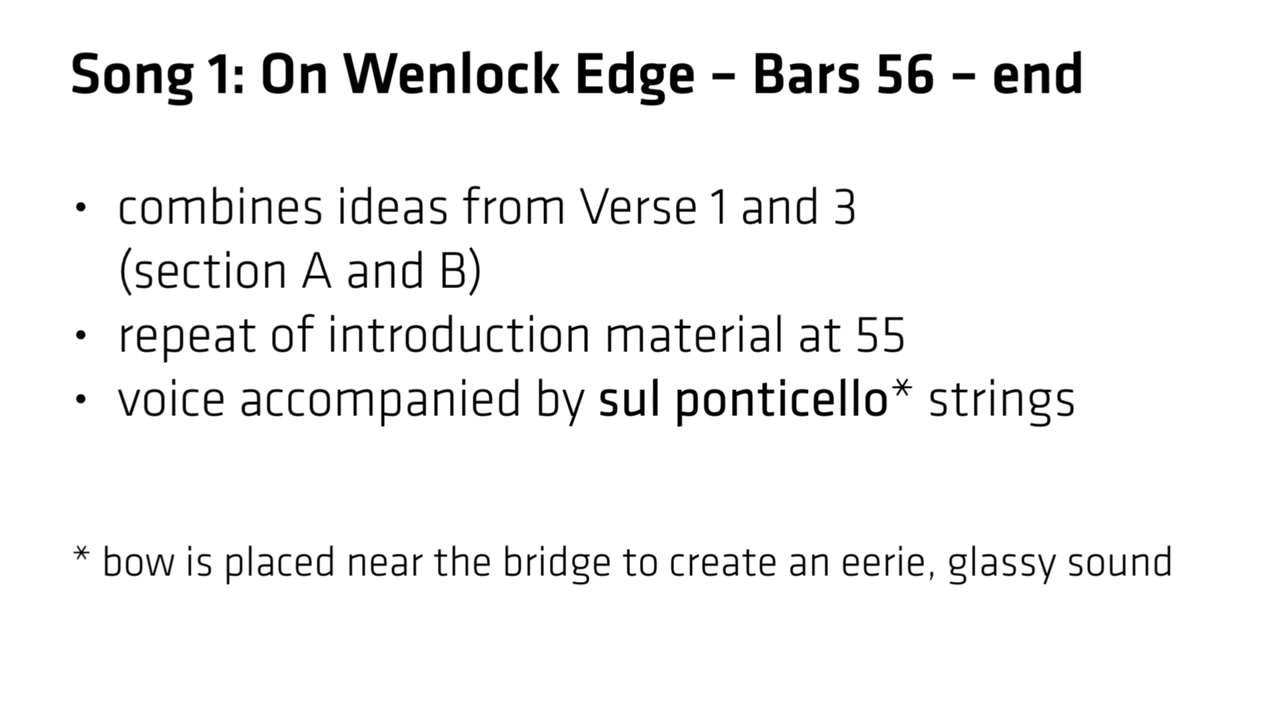 Song 1: On Wenlock Edge – Bars 56 – end
• combines ideas from Verse 1 and 3
(section A and B)
• repeat of introduction material at 55
• voice accompanied by sul ponticello* strings
* bow is placed near the bridge to create an eerie, glassy sound